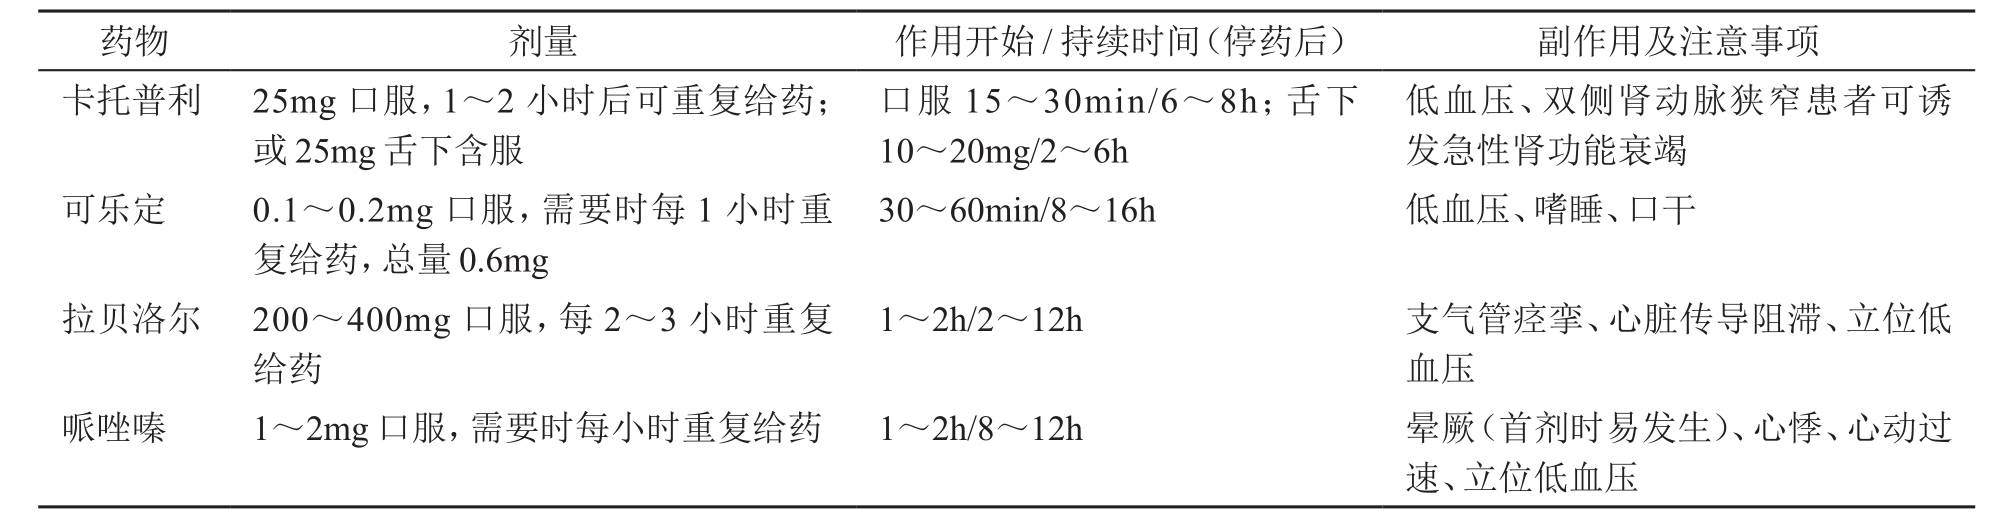 药物 剂量 作用开始/持续时间(停药后) 副作用及注意事项
卡托普利 25mg 口服,1～2 小时后可重复给药; 口服 15～30min/6～8h;舌下 低血压、双侧肾动脉狭窄患者可诱
或25mg舌下含服 10～20mg/2～6h 发急性肾功能衰竭
可乐定 0.1～0.2mg 口服,需要时每 1 小时重 30～60min/8～16h 低血压、嗜睡、口干
复给药,总量0.6mg
拉贝洛尔 200～400mg 口服,每 2～3 小时重复 1～2h/2～12h 支气管痉挛、心脏传导阻滞、立位低
给药 血压
哌唑嗪 1～2mg口服,需要时每小时重复给药 1～2h/8～12h 晕厥(首剂时易发生)、心悸、心动过
速、立位低血压